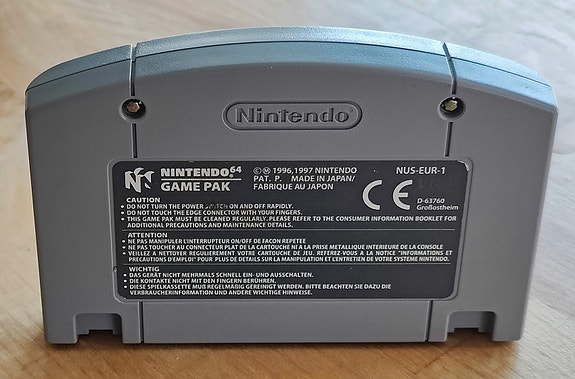 Nintendo
NINTENDO⁶⁴
GAME PAK
©Ⓜ 1996,1997 NINTENDO
PAT. P. MADE IN JAPAN/
FABRIQUE AU JAPON
NUS-EUR-1
CE
D-63760
Großostheim
CAUTION
• DO NOT TURN THE POWER SWITCH ON AND OFF RAPIDLY.
• DO NOT TOUCH THE EDGE CONNECTOR WITH YOUR FINGERS.
• THIS GAME PAK MUST BE CLEANED REGULARLY. PLEASE REFER TO THE CONSUMER INFORMATION BOOKLET FOR
ADDITIONAL PRECAUTIONS AND MAINTENANCE DETAILS.
ATTENTION
• NE PAS MANIPULER L'INTERRUPTEUR ON/OFF DE FACON REPETEE
• NE PAS TOUCHER AU CONNECTEUR PLAT DE LA CARTOUCHE NI A LA PRISE METALLIQUE INTERIEURE DE LA CONSOLE
• VEILLEZ A NETTOYER REGULIEREMENT VOTRE CARTOUCHE DE JEU. REFEREZ-VOUS A LA NOTICE "INFORMATIONS ET
PRECAUTIONS D'EMPLOI" POUR PLUS DE DETAILS SUR LA MANIPULATION ET L'ENTRETIEN DE VOTRE SYSTEME NINTENDO.
WICHTIG
• DAS GERÄT NICHT MEHRMALS SCHNELL EIN- UND AUSSCHALTEN.
• DIE KONTAKTE NICHT MIT DEN FINGERN BERÜHREN.
• DIESE SPIELKASSETTE MUß REGELMÄßIG GEREINIGT WERDEN. BITTE BEACHTEN SIE DAZU DIE
VERBRAUCHERINFORMATION UND ANDERE WICHTIGE HINWEISE.